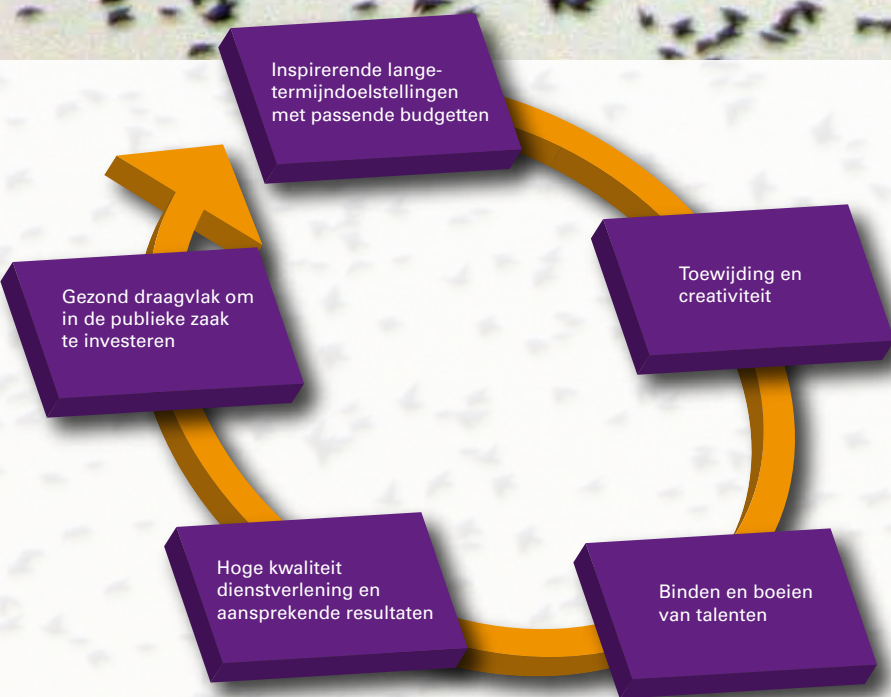 Inspirerende lange-
termijndoelstellingen
met passende budgetten
Toewijding en
creativiteit
Binden en boeien
van talenten
Hoge kwaliteit
dienstverlening en
aansprekende resultaten
Gezond draagvlak om
in de publieke zaak
te investeren